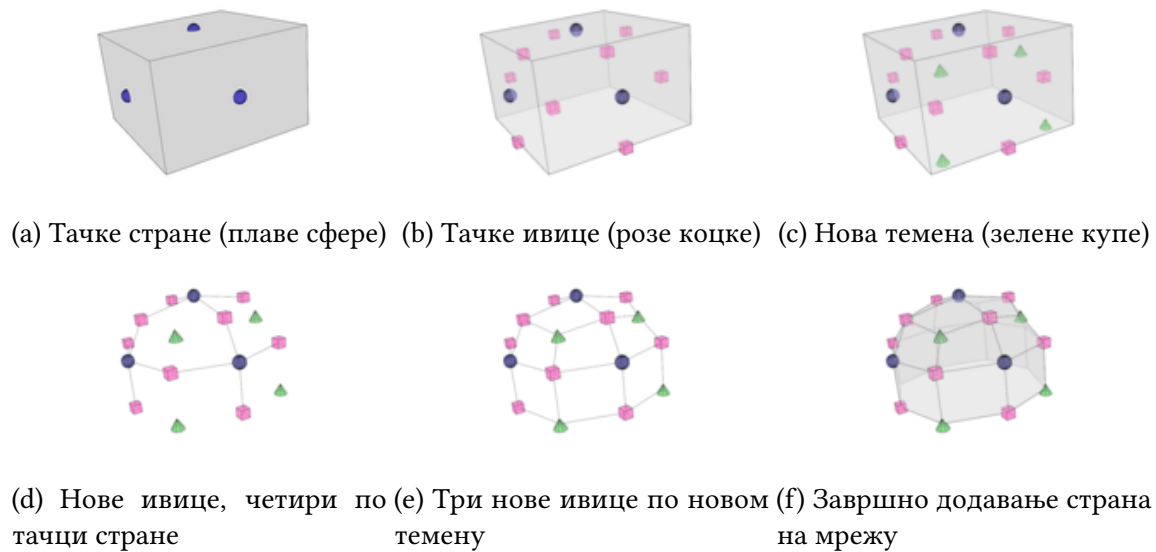 (a) Тачке стране (плаве сфере) (b) Тачке ивице (розе коцке) (c) Нова темена (зелене купе)
(d) Нове ивице, четири по тачци стране
(e) Три нове ивице по новом темену
(f) Завршно додавање страна на мрежу